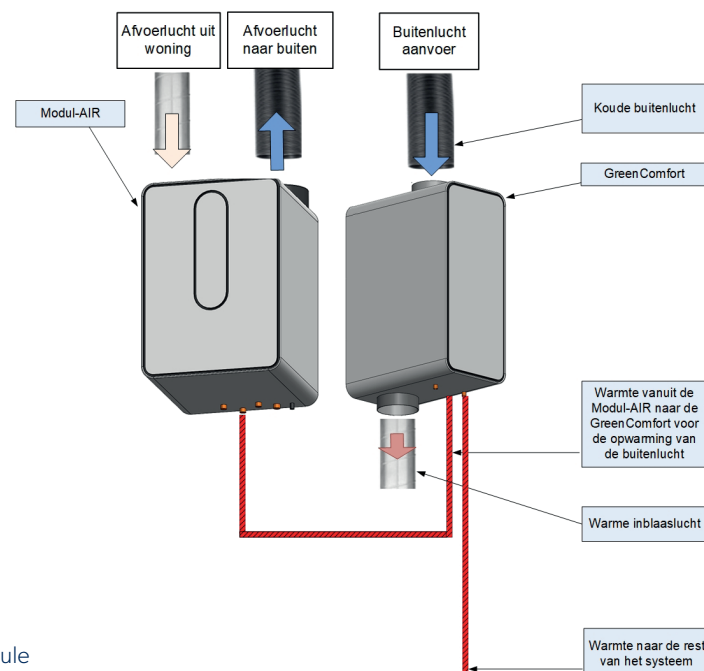 Afvoerlucht uit
woning
Afvoerlucht
naar buiten
Buitenlucht
aanvoer
Modul-AIR
Koude buitenlucht
GreenComfort
Warmte vanuit de
Modul-AIR naar de
GreenComfort voor
de opwarming van
de buitenlucht
Warme inblaaslucht
Warmte naar de rest
van het systeem
ule